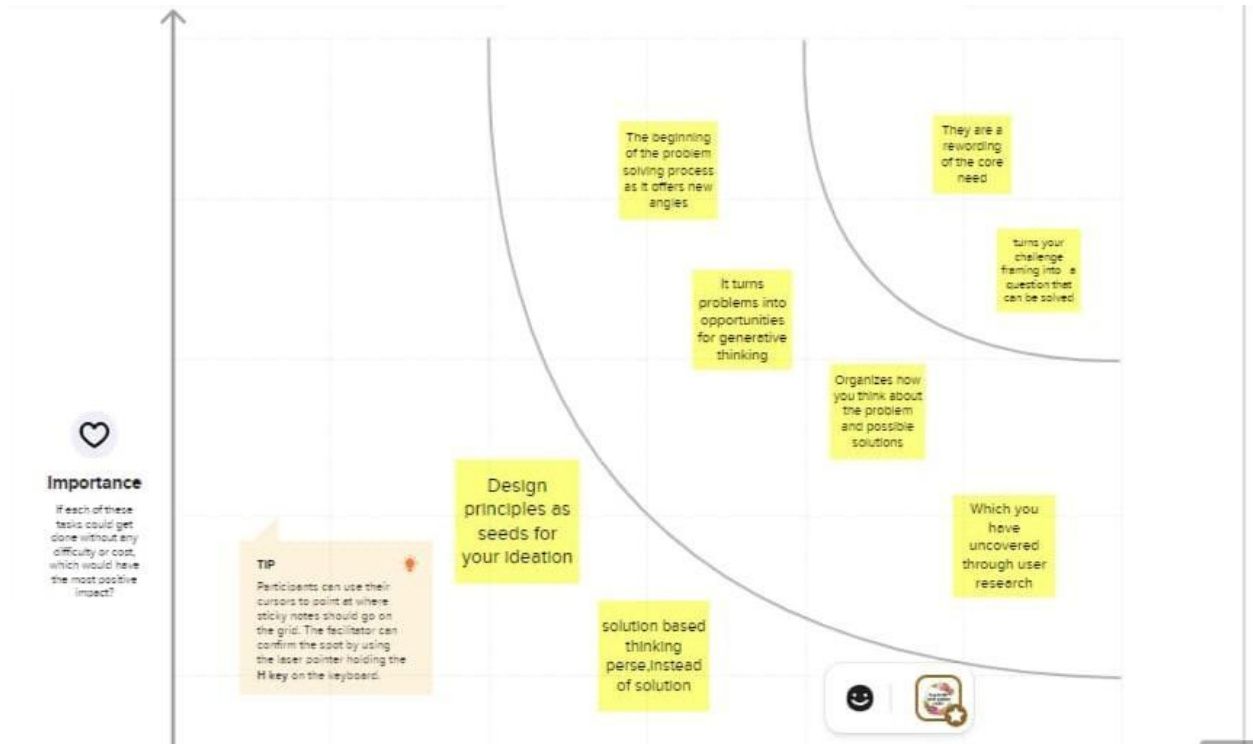 The beginning
of the problem
solving process
as it offers new
angles
They are a
rewording
of the core
need
turns your
challenge
framing into a
question that
can be solved
It turns
problems into
opportunities
for generative
thinking
Organizes how
you think about
the problem
and possible
solutions
Importance
If each of these
tasks could get
done without any
difficulty or cost,
which would have
the most positive
impact?
Design
principles as
seeds for
your ideation
Which you
have
uncovered
through user
research
TIP
Participants can use their
cursors to point at where
sticky notes should go on
the grid. The facilitator can
confirm the spot by using
the laser pointer holding the
H key on the keyboard.
solution based
thinking
perse,instead
of solution